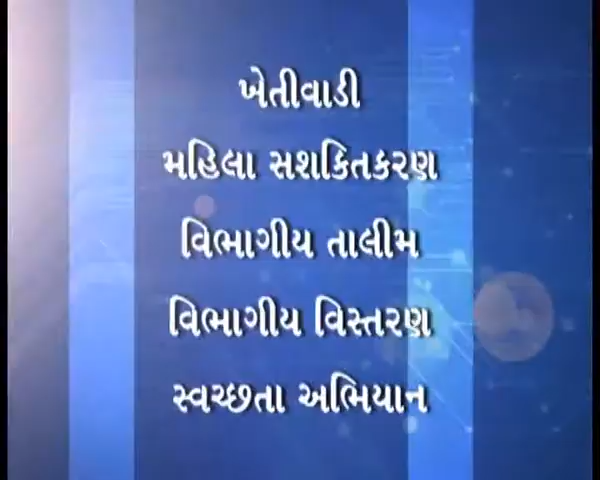 ખેતીવાડી
મહિલા સશકિતકરણ
વિભાગીય તાલીમ
વિભાગીય વિસ્તરણ
સ્વચ્છતા અભિયાન